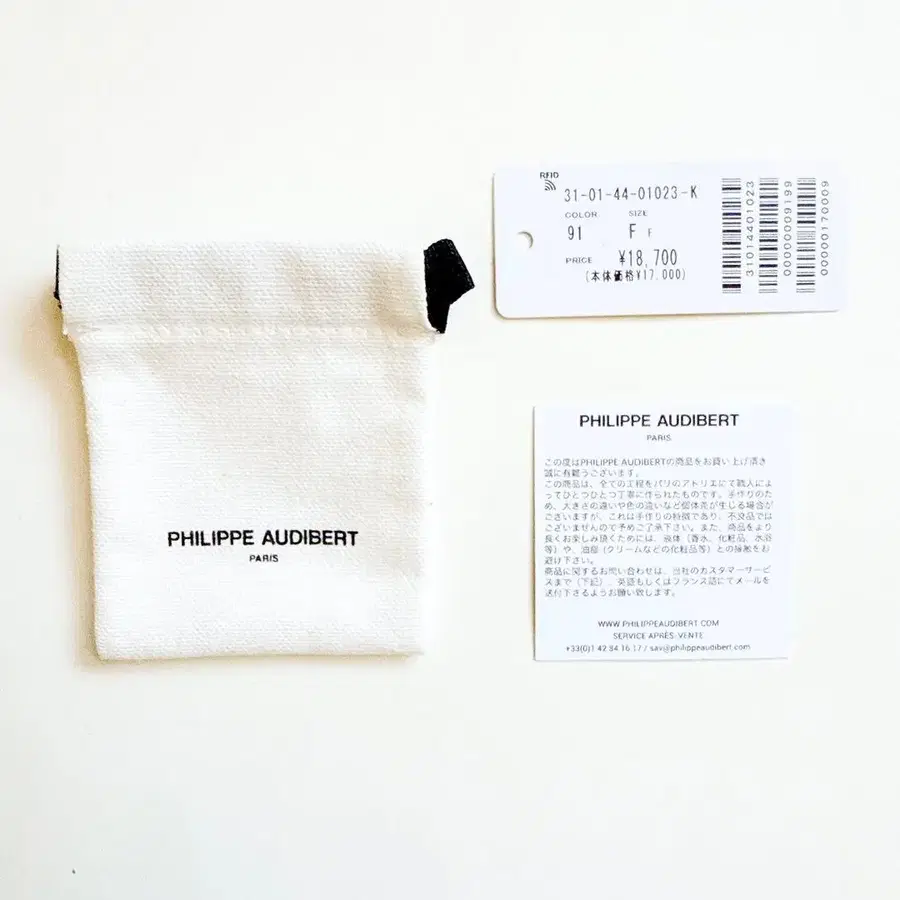 PHILIPPE AUDIBERT
PARIS
RFID
31-01-44-01023-K
COLOR SIZE
91 F F
PRICE ¥18,700
(本体価格¥17,000)
31014401023
0000009199
0000170009
PHILIPPE AUDIBERT
PARIS
この度はPHILIPPE AUDIBERTの商品をお買い上げ頂き
誠に有難うございます。
この商品は、全ての工程をパリのアトリエにて職人によ
ってひとつひとつ丁寧に作られたものです。手作りのた
め、大きさの違いや色の違いなど個体差が生じる場合が
ございますが、これは手作りの特徴であり、不良品では
ございませんので予めご了承下さい。また、商品をより
良くお楽しみ頂くためには、液体（香水、化粧品、水浴
等）や、油脂（クリームなどの化粧品等）との接触をお
避け下さい。
商品に関するお問い合わせは、当社のカスタマーサービ
スまで（下記）、英語もしくはフランス語にてメールを
送付下さるようお願い致します。
WWW.PHILIPPEAUDIBERT.COM
SERVICE APRÈS-VENTE
+33(0)1 42 34 16 17 / sav@philippeaudibert.com